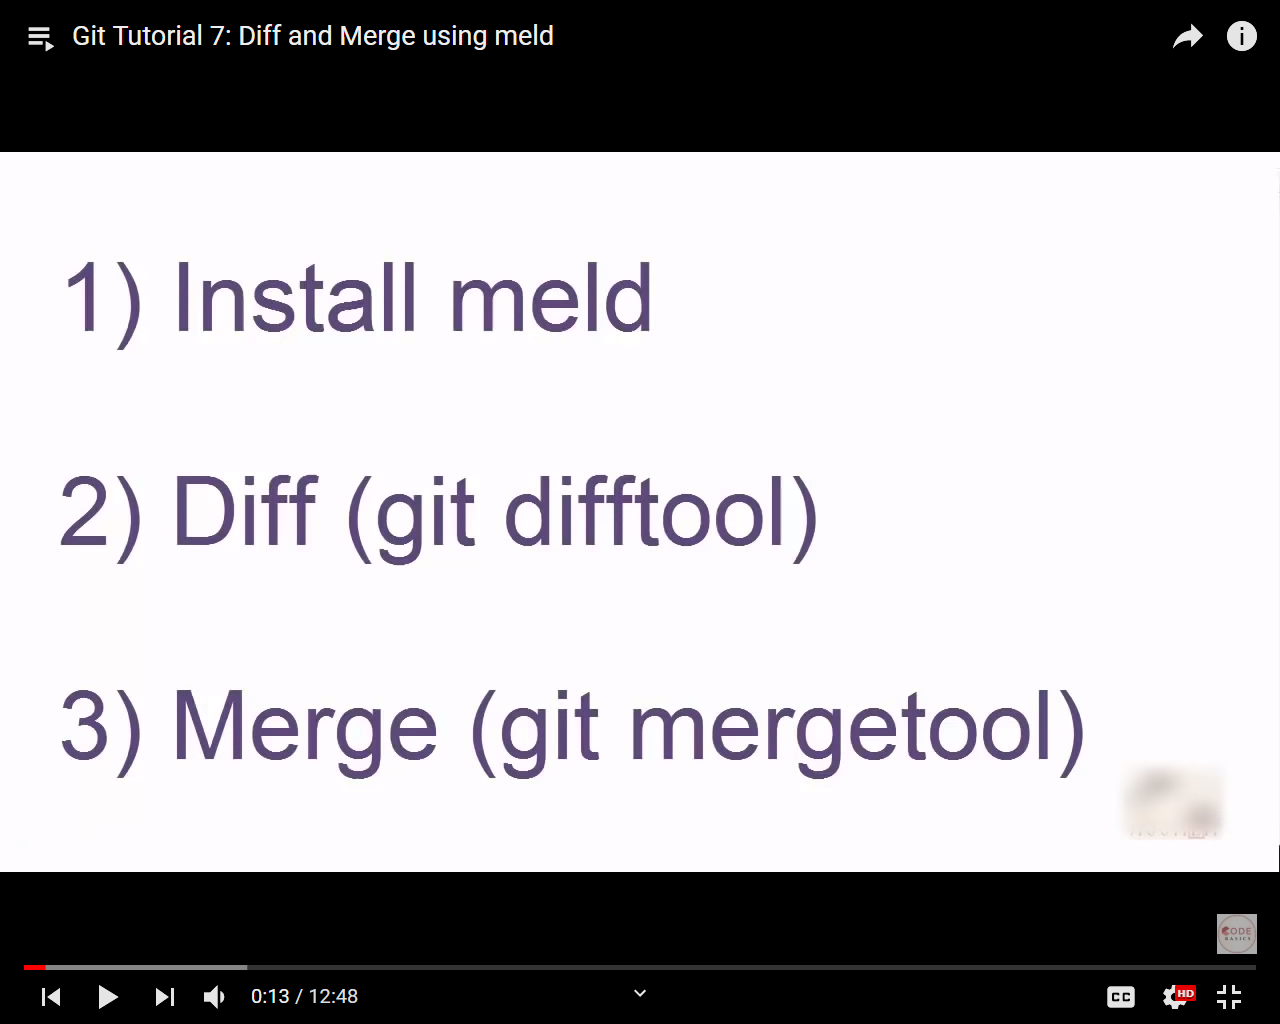 Git Tutorial 7: Diff and Merge using meld
1) Install meld
2) Diff (git difftool)
3) Merge (git mergetool)
CODE
BASICS
0:13 / 12:48
CC
HD